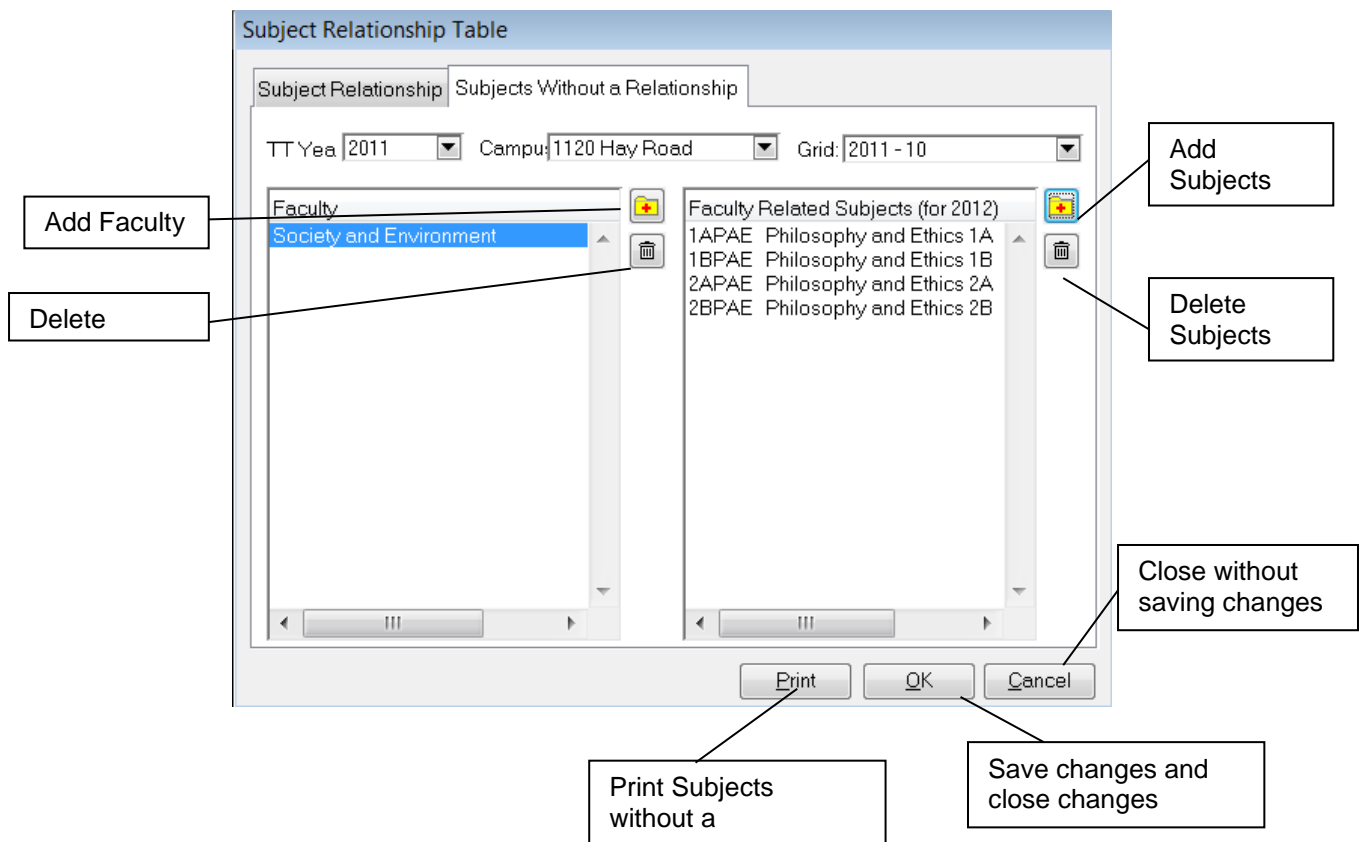 Subject Relationship Table
Subject Relationship
Subjects Without a Relationship
TT Yea 2011
Campu: 1120 Hay Road
Grid: 2011 - 10
Add Faculty
Delete
Faculty
Society and Environment
Faculty Related Subjects (for 2012)
1APAE Philosophy and Ethics 1A
1BPAE Philosophy and Ethics 1B
2APAE Philosophy and Ethics 2A
2BPAE Philosophy and Ethics 2B
Add
Subjects
Delete
Subjects
Close without
saving changes
Print
OK
Cancel
Print Subjects
without a
Save changes and
close changes